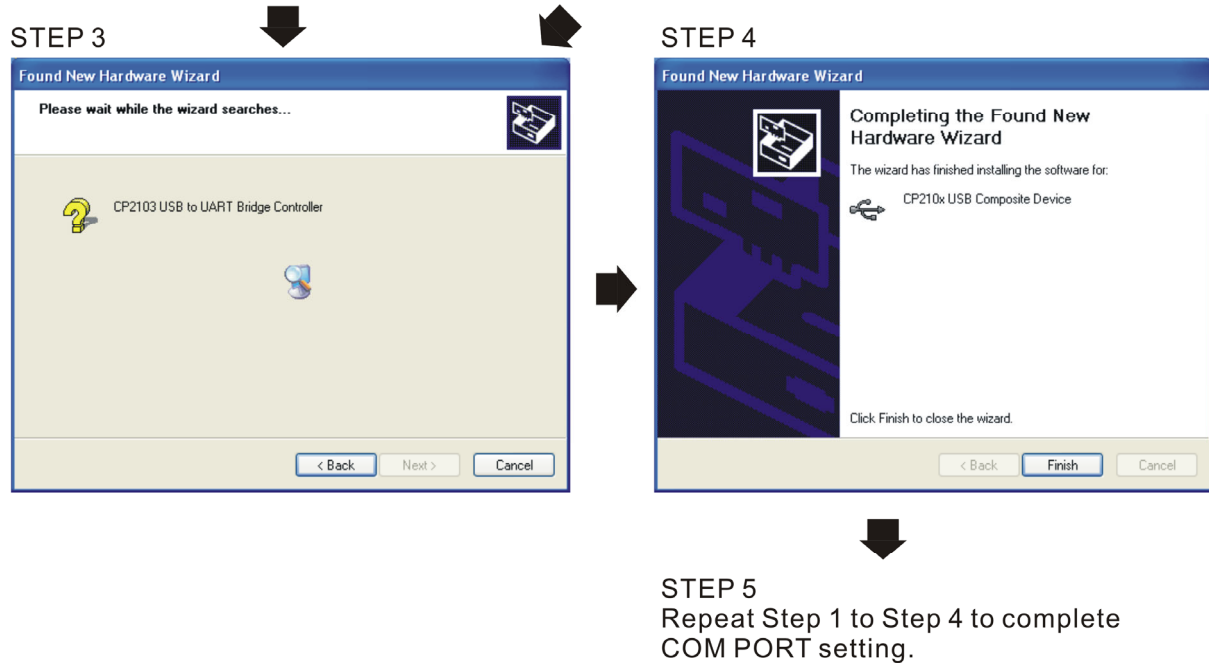 STEP 3
Found New Hardware Wizard
Please wait while the wizard searches...
CP2103 USB to UART Bridge Controller
< Back
Next >
Cancel
STEP 4
Found New Hardware Wizard
Completing the Found New
Hardware Wizard
The wizard has finished installing the software for:
CP210x USB Composite Device
Click Finish to close the wizard.
< Back
Finish
Cancel
STEP 5
Repeat Step 1 to Step 4 to complete
COM PORT setting.